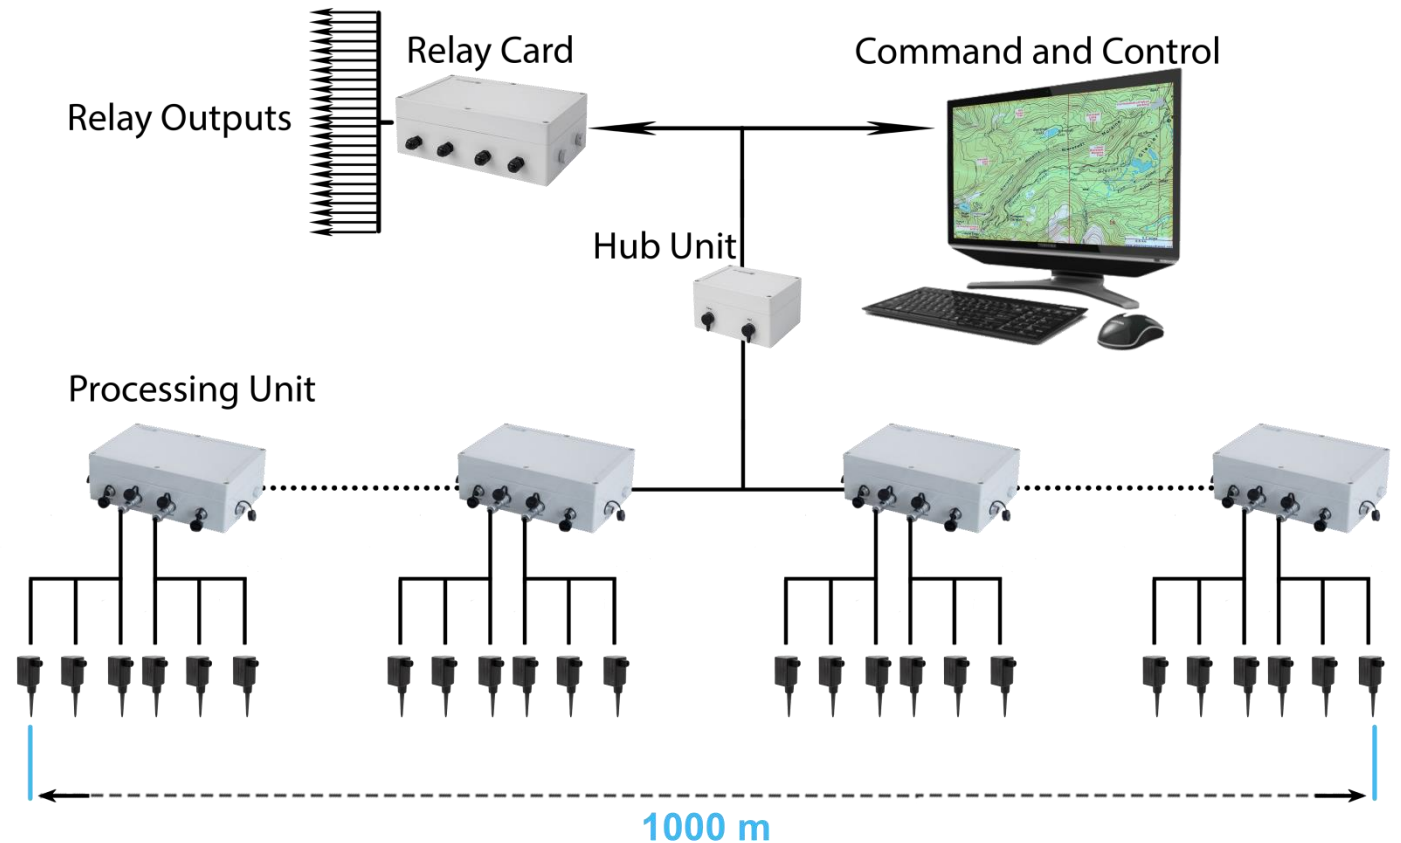 Relay Card
Command and Control
Relay Outputs
Hub Unit
Processing Unit
1000 m